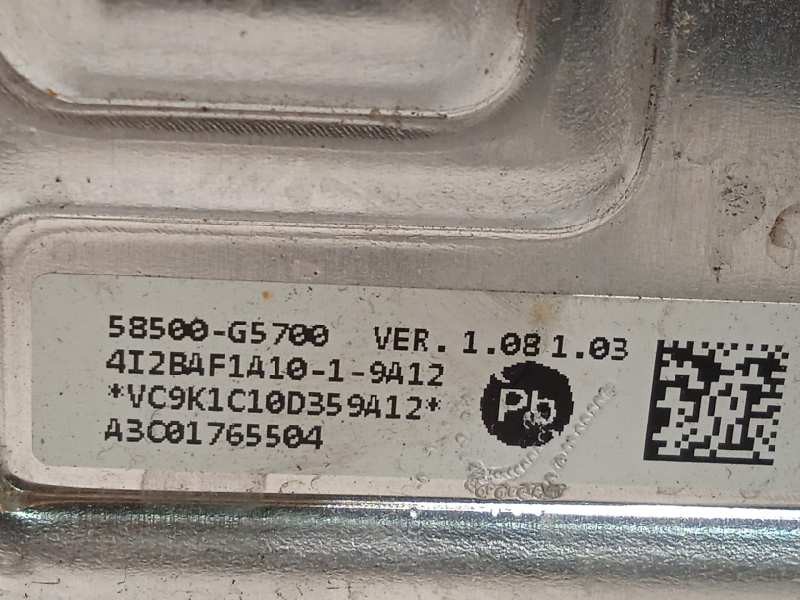 58500-G5700 VER. 1.08 1.03
4I2BAF1A10-1-9A12
*VC9K1C10D359A12*
A3C01765504
Pb